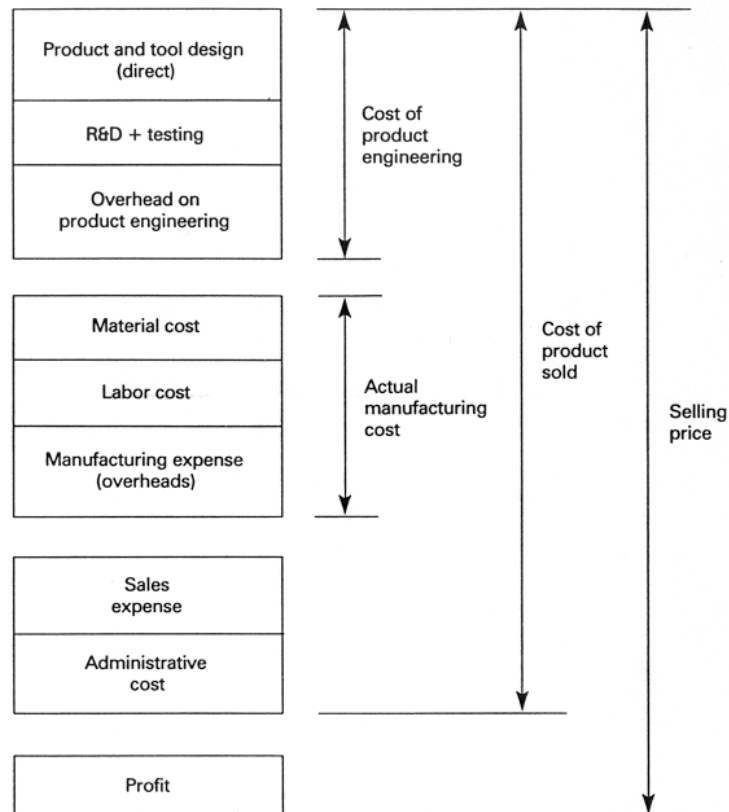 Product and tool design
(direct)
R&D + testing
Overhead on
product engineering
Cost of
product
engineering
Material cost
Labor cost
Manufacturing expense
(overheads)
Actual
manufacturing
cost
Cost of
product
sold
Selling
price
Sales
expense
Administrative
cost
Profit